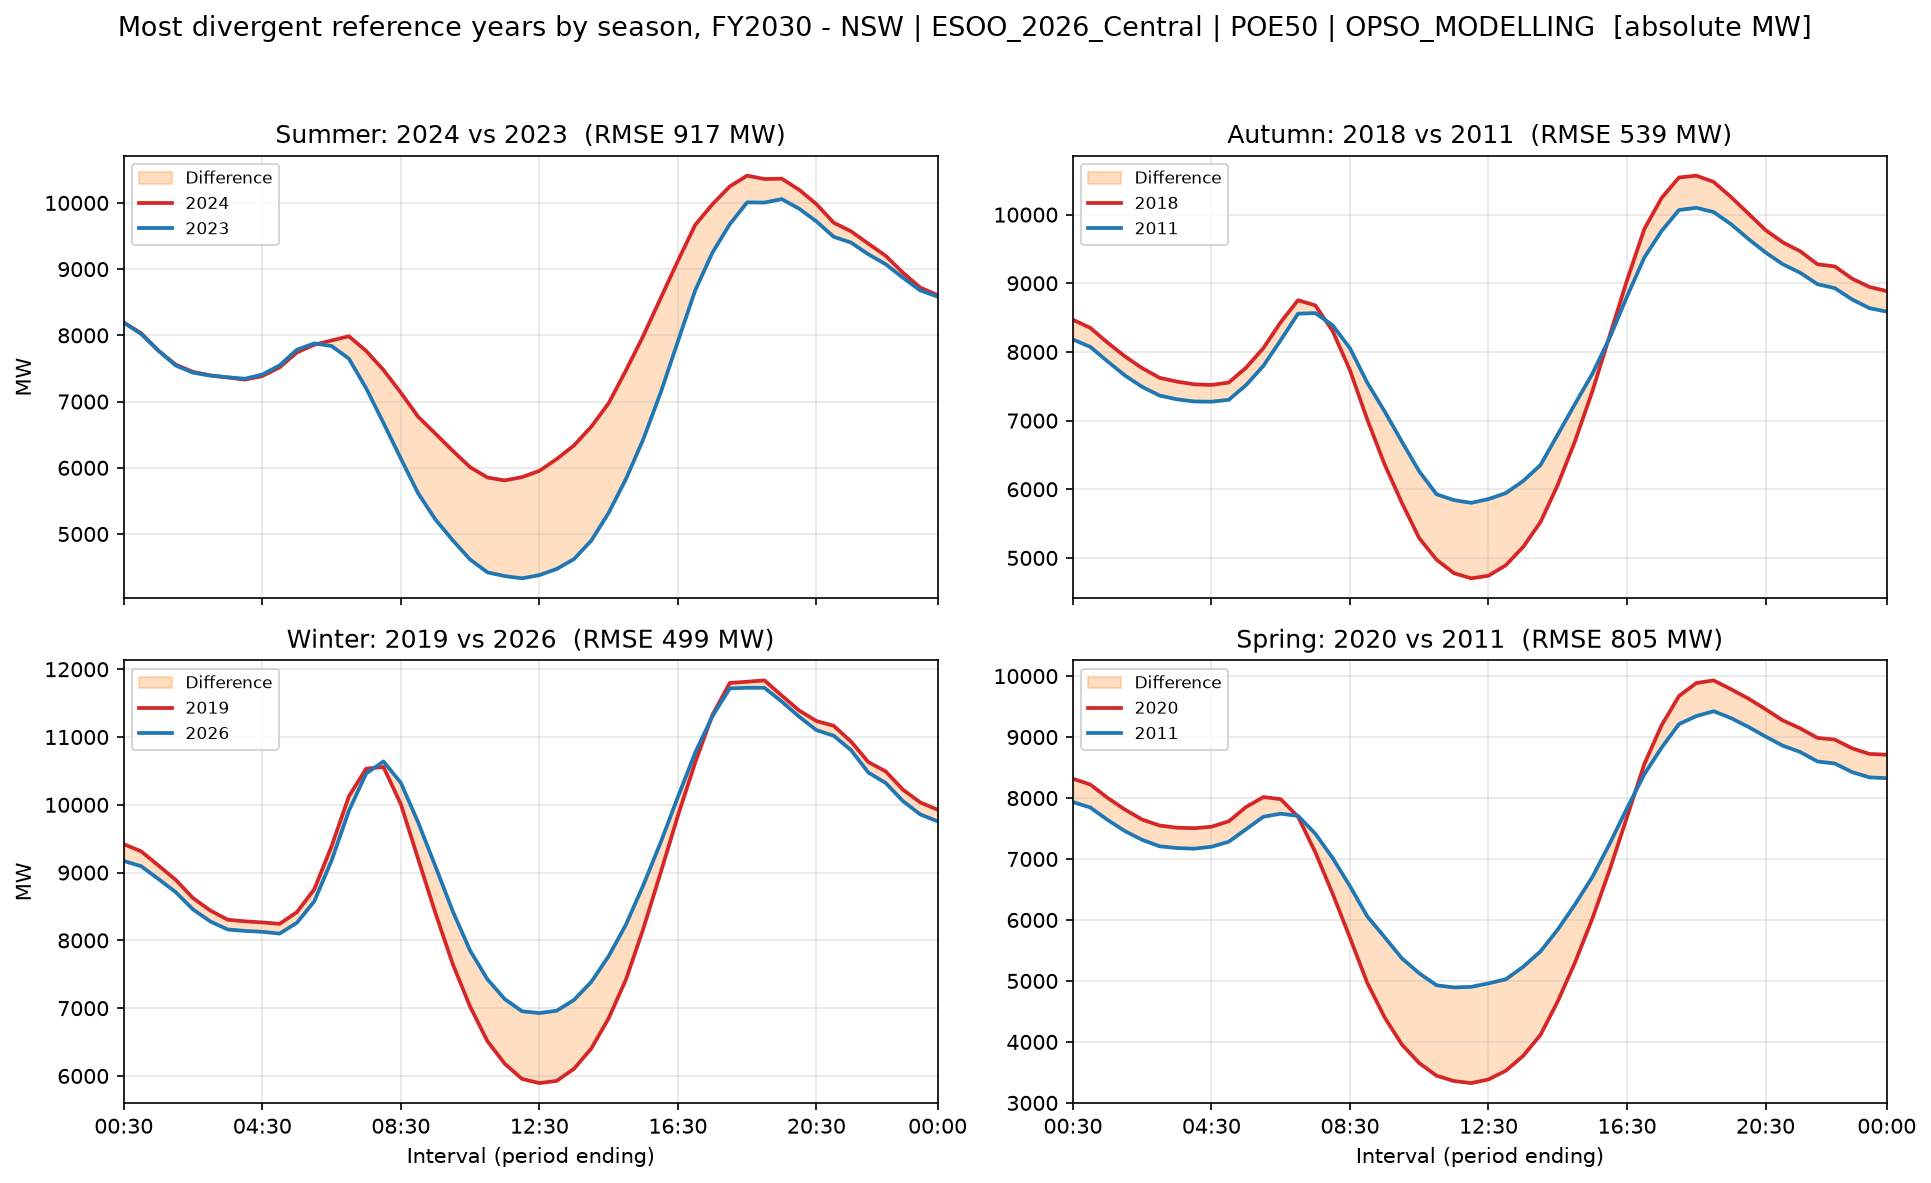 Most divergent reference years by season, FY2030 - NSW | ESOO_2026_Central | POE50 | OPSO_MODELLING  [absolute MW]
Summer: 2024 vs 2023  (RMSE 917 MW)
Difference
2024
2023
10000
9000
8000
7000
6000
5000
MW
Autumn: 2018 vs 2011  (RMSE 539 MW)
Difference
2018
2011
10000
9000
8000
7000
6000
5000
Winter: 2019 vs 2026  (RMSE 499 MW)
Difference
2019
2026
12000
11000
10000
9000
8000
7000
6000
MW
00:30 04:30 08:30 12:30 16:30 20:30 00:00
Interval (period ending)
Spring: 2020 vs 2011  (RMSE 805 MW)
Difference
2020
2011
10000
9000
8000
7000
6000
5000
4000
3000
00:30 04:30 08:30 12:30 16:30 20:30 00:00
Interval (period ending)